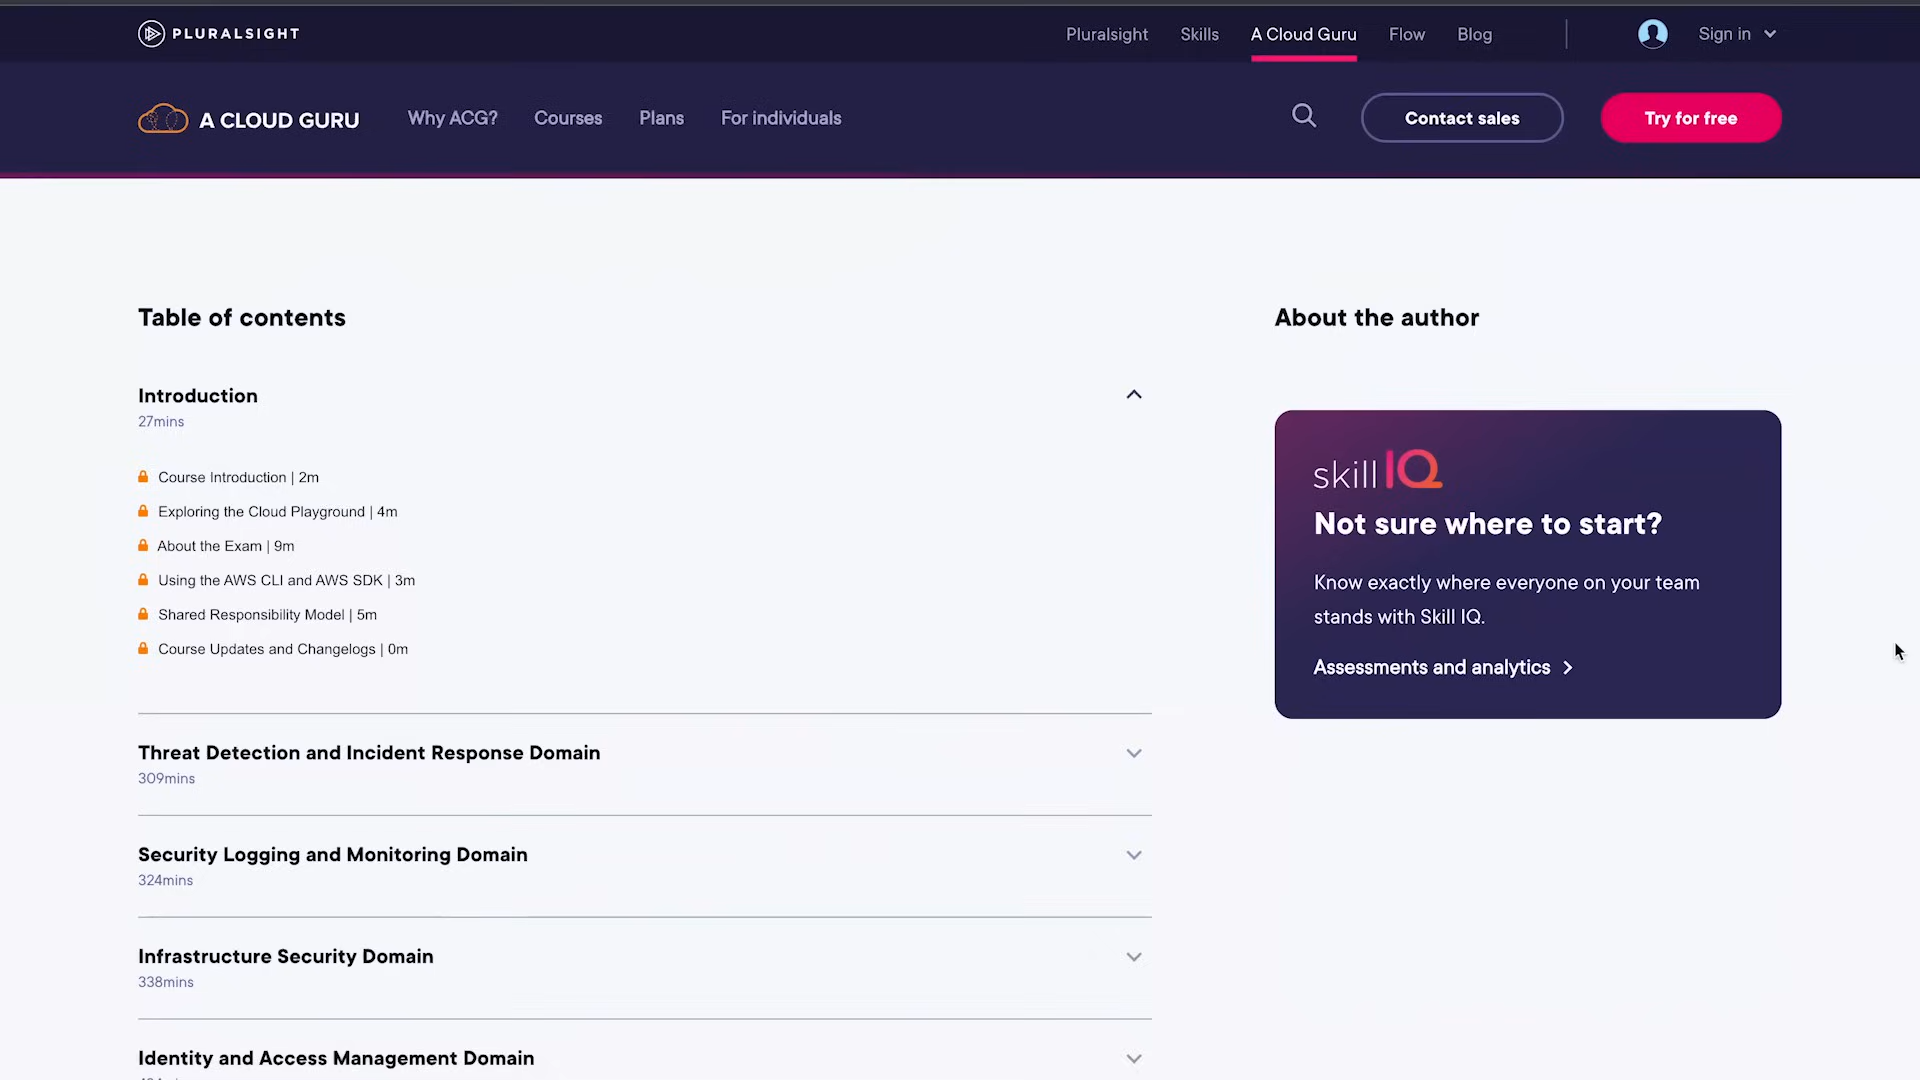 PLURALSIGHT
Pluralsight
Skills
A Cloud Guru
Flow
Blog
Sign in
A CLOUD GURU
Why ACG?
Courses
Plans
For individuals
Contact sales
Try for free
Table of contents
Introduction
27mins
Course Introduction | 2m
Exploring the Cloud Playground | 4m
About the Exam | 9m
Using the AWS CLI and AWS SDK | 3m
Shared Responsibility Model | 5m
Course Updates and Changelogs | 0m
Threat Detection and Incident Response Domain
309mins
Security Logging and Monitoring Domain
324mins
Infrastructure Security Domain
338mins
Identity and Access Management Domain
About the author
skill IQ
Not sure where to start?
Know exactly where everyone on your team
stands with Skill IQ.
Assessments and analytics